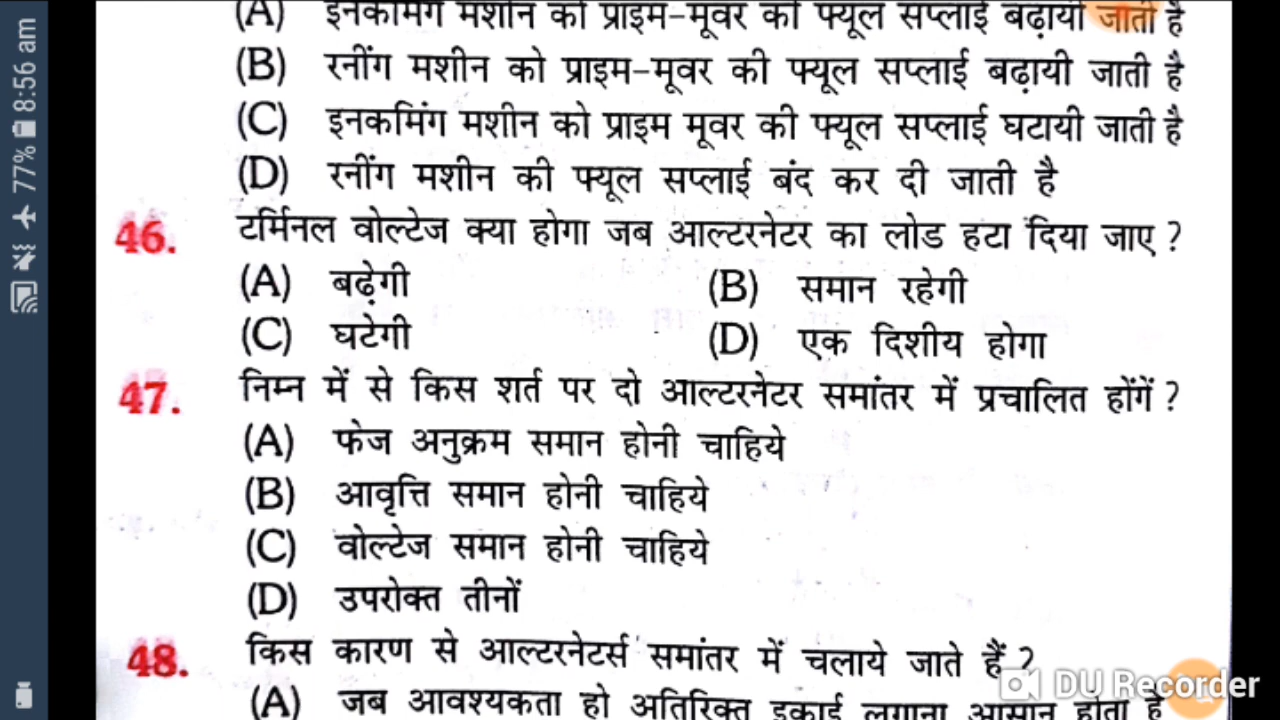 77% 8:56 am
(A) इनकमिंग मशीन को प्राइम-मूवर की फ्यूल सप्लाई बढ़ायी जाती है
(B) रनींग मशीन को प्राइम-मूवर की फ्यूल सप्लाई बढ़ायी जाती है
(C) इनकमिंग मशीन को प्राइम मूवर की फ्यूल सप्लाई घटायी जाती है
(D) रनींग मशीन की फ्यूल सप्लाई बंद कर दी जाती है
46. टर्मिनल वोल्टेज क्या होगा जब आल्टरनेटर का लोड हटा दिया जाए ?
(A) बढ़ेगी (B) समान रहेगी
(C) घटेगी (D) एक दिशीय होगा
47. निम्न में से किस शर्त पर दो आल्टरनेटर समांतर में प्रचालित होंगें ?
(A) फेज अनुक्रम समान होनी चाहिये
(B) आवृत्ति समान होनी चाहिये
(C) वोल्टेज समान होनी चाहिये
(D) उपरोक्त तीनों
48. किस कारण से आल्टरनेटर्स समांतर में चलाये जाते हैं ?
(A) जब आवश्यकता हो अतिरिक्त इकाई लगाना आसान होता है
DU Recorder